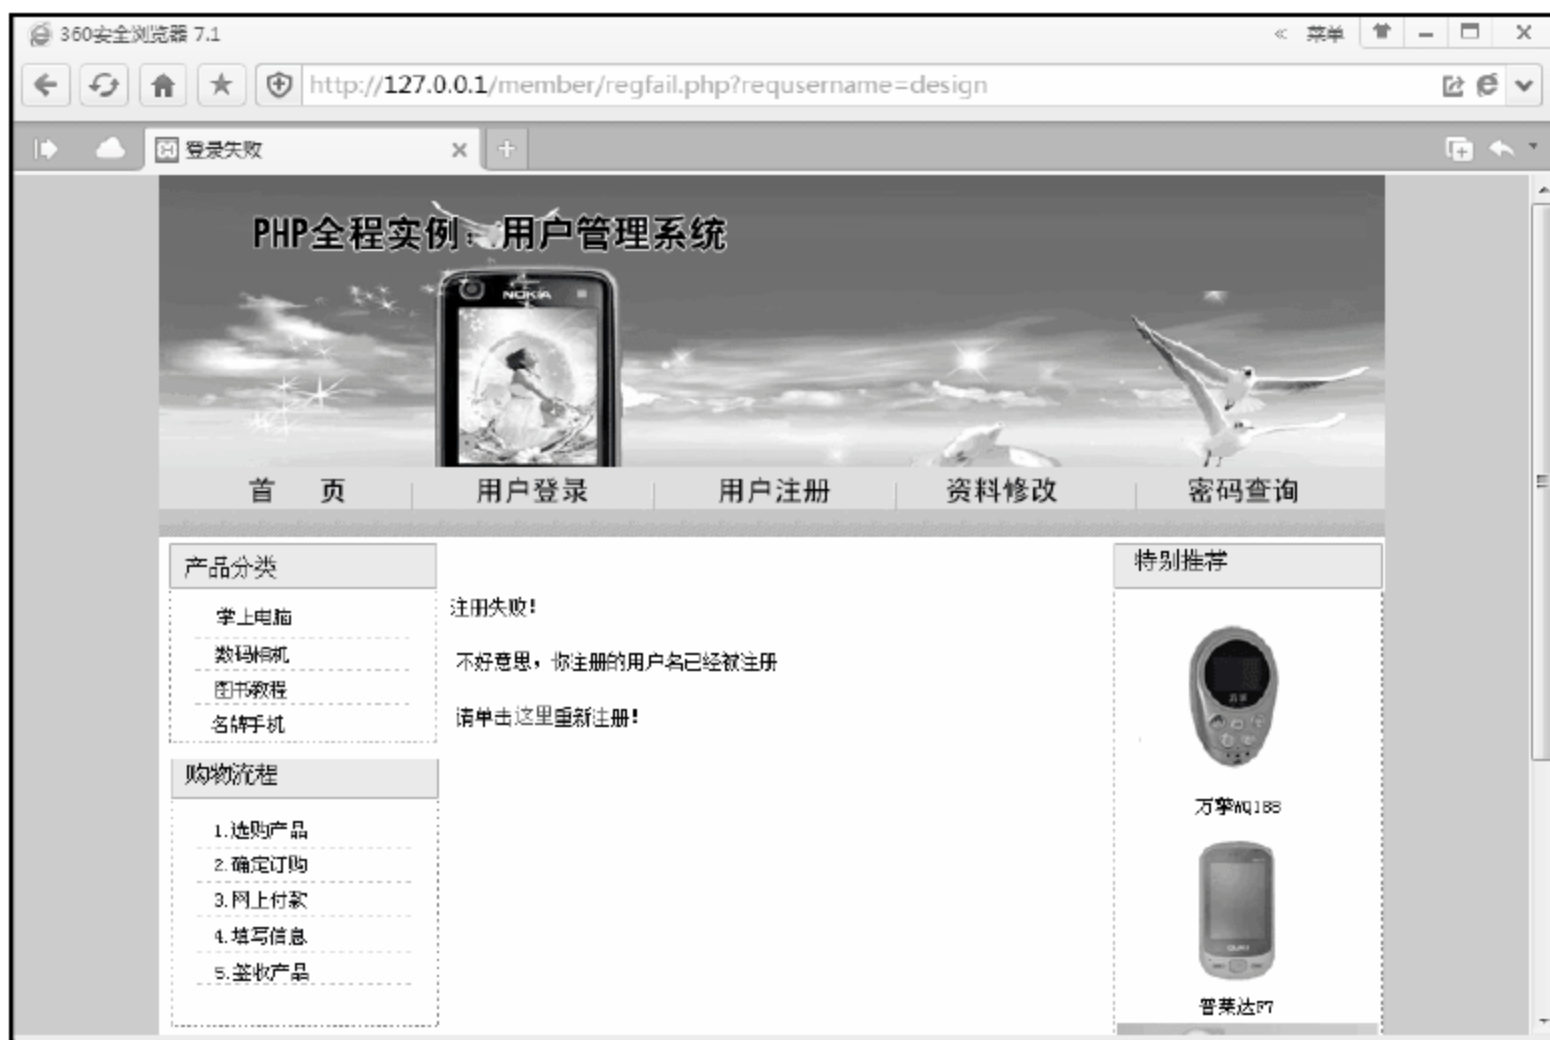 360安全浏览器 7.1
« 菜单
http://127.0.0.1/member/regfail.php?requsername=design
登录失败
PHP全程实例：用户管理系统
NOKIA
首 页 用户登录 用户注册 资料修改 密码查询
产品分类
掌上电脑
数码相机
图书教程
名牌手机
购物流程
1.选购产品
2.确定订购
3.网上付款
4.填写信息
5.签收产品
注册失败!
不好意思，你注册的用户名已经被注册
请单击这里重新注册!
特别推荐
万擎WQ188
普莱达F7